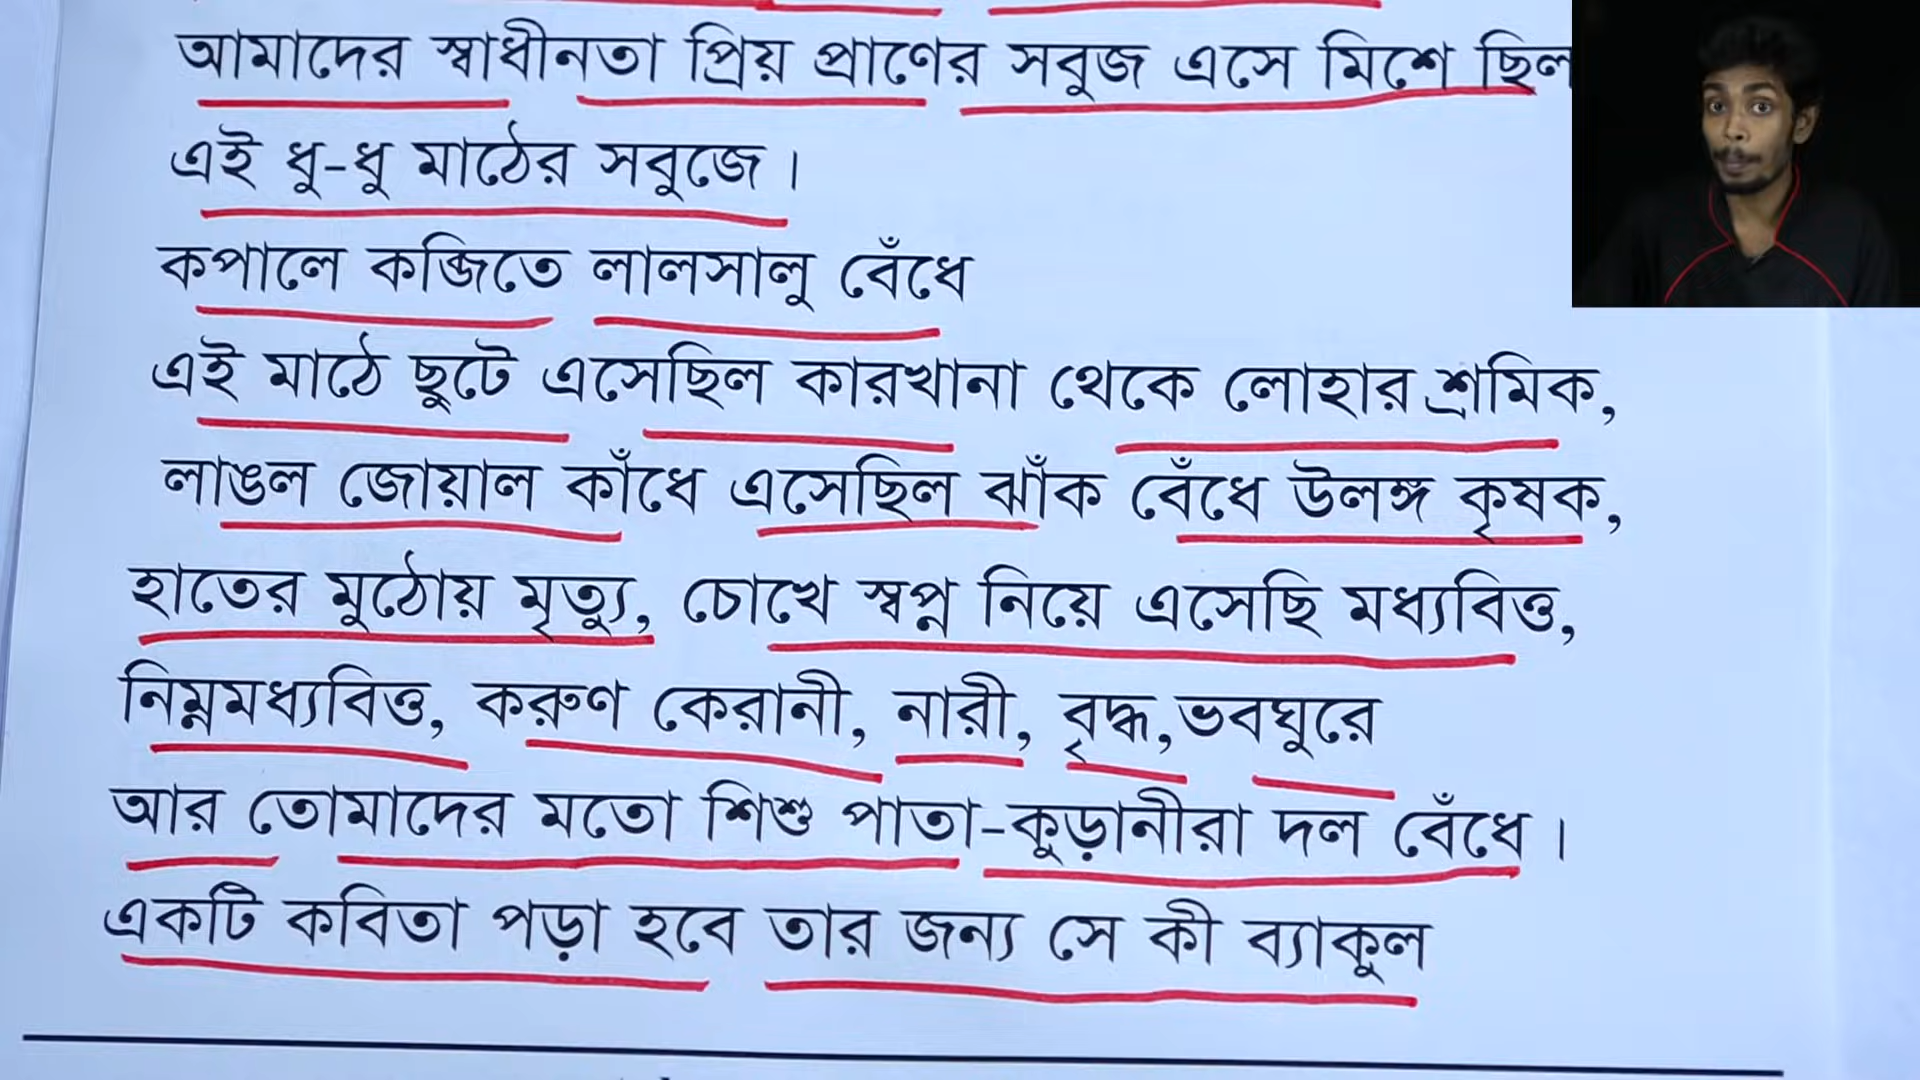 আমাদের স্বাধীনতা প্রিয় প্রাণের সবুজ এসে মিশে ছিল
এই ধু-ধু মাঠের সবুজে।
কপালে কব্জিতে লালসালু বেঁধে
এই মাঠে ছুটে এসেছিল কারখানা থেকে লোহার শ্রমিক,
লাঙল জোয়াল কাঁধে এসেছিল ঝাঁক বেঁধে উলঙ্গ কৃষক,
হাতের মুঠোয় মৃত্যু, চোখে স্বপ্ন নিয়ে এসেছি মধ্যবিত্ত,
নিম্নমধ্যবিত্ত, করুণ কেরানী, নারী, বৃদ্ধ,ভবঘুরে
আর তোমাদের মতো শিশু পাতা-কুড়ানীরা দল বেঁধে।
একটি কবিতা পড়া হবে তার জন্য সে কী ব্যাকুল